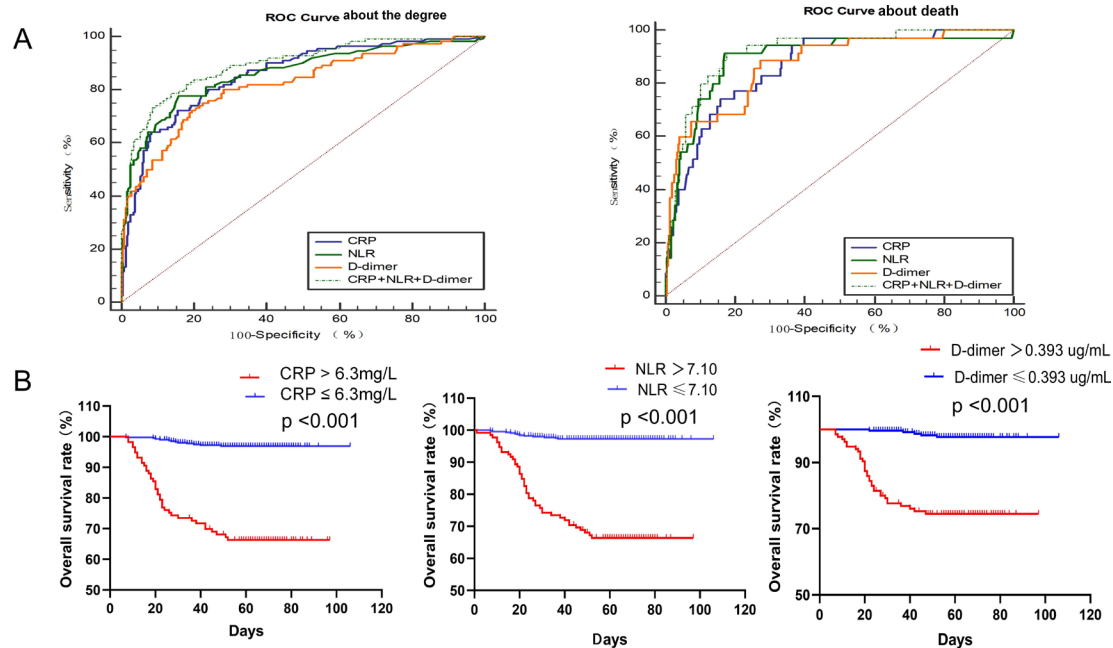 A
ROC Curve about the degree
100
80
60
40
20
0
Sensitivity （%）
CRP
NLR
D-dimer
CRP+NLR+D-dimer
0 20 40 60 80 100
100-Specificity （%）
ROC Curve about death
100
80
60
40
20
0
Sensitivity （%）
CRP
NLR
D-dimer
CRP+NLR+D-dimer
0 20 40 60 80 100
100-Specificity （%）
B
CRP > 6.3mg/L
CRP ≤ 6.3mg/L
p <0.001
110
100
90
80
70
60
50
Overall survival rate (%)
0 20 40 60 80 100 120
Days
NLR ＞7.10
NLR ≤ 7.10
p <0.001
110
100
90
80
70
60
50
Overall survival rate (%)
0 20 40 60 80 100 120
Days
D-dimer ＞0.393 ug/mL
D-dimer ≤ 0.393 ug/mL
p <0.001
110
100
90
80
70
60
50
Overall survival rate (%)
0 20 40 60 80 100 120
Days